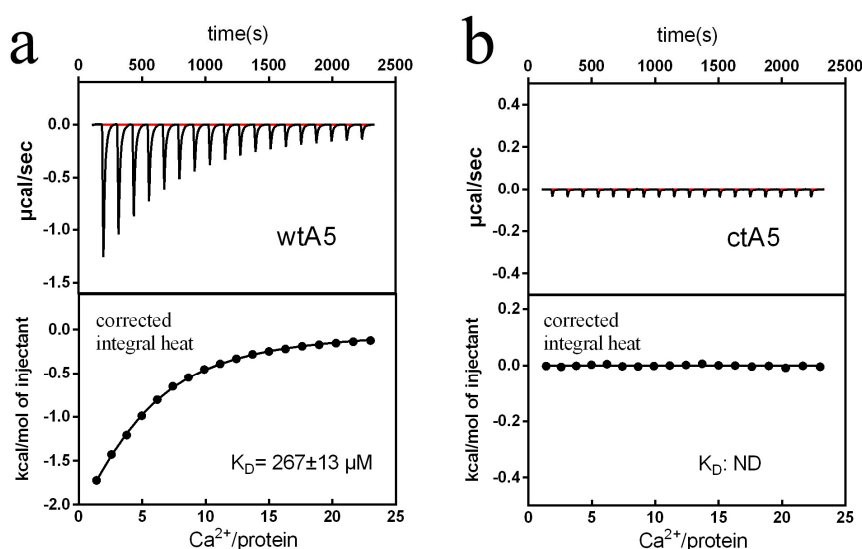 a
time(s)
0 500 1000 1500 2000 2500
0.0
-0.5
-1.0
-1.5
µcal/sec
wtA5
0.0
-0.5
-1.0
-1.5
-2.0
kcal/mol of injectant
corrected
integral heat
K_D= 267±13 µM
0 5 10 15 20 25
Ca²⁺/protein
b
time(s)
0 500 1000 1500 2000 2500
0.4
0.2
0.0
-0.2
-0.4
µcal/sec
ctA5
0.2
0.0
-0.2
-0.4
kcal/mol of injectant
corrected
integral heat
K_D: ND
0 5 10 15 20 25
Ca²⁺/protein